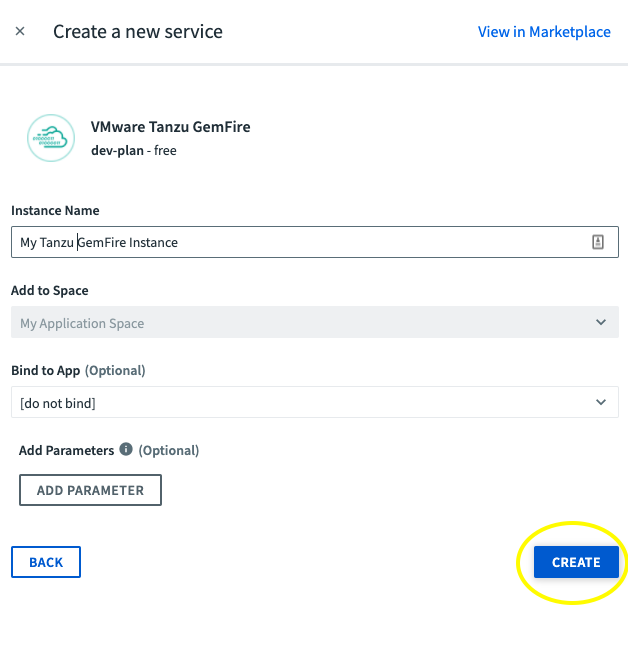 × Create a new service View in Marketplace
VMware Tanzu GemFire
dev-plan - free
Instance Name
My Tanzu GemFire Instance
Add to Space
My Application Space
Bind to App (Optional)
[do not bind]
Add Parameters i (Optional)
ADD PARAMETER
BACK CREATE